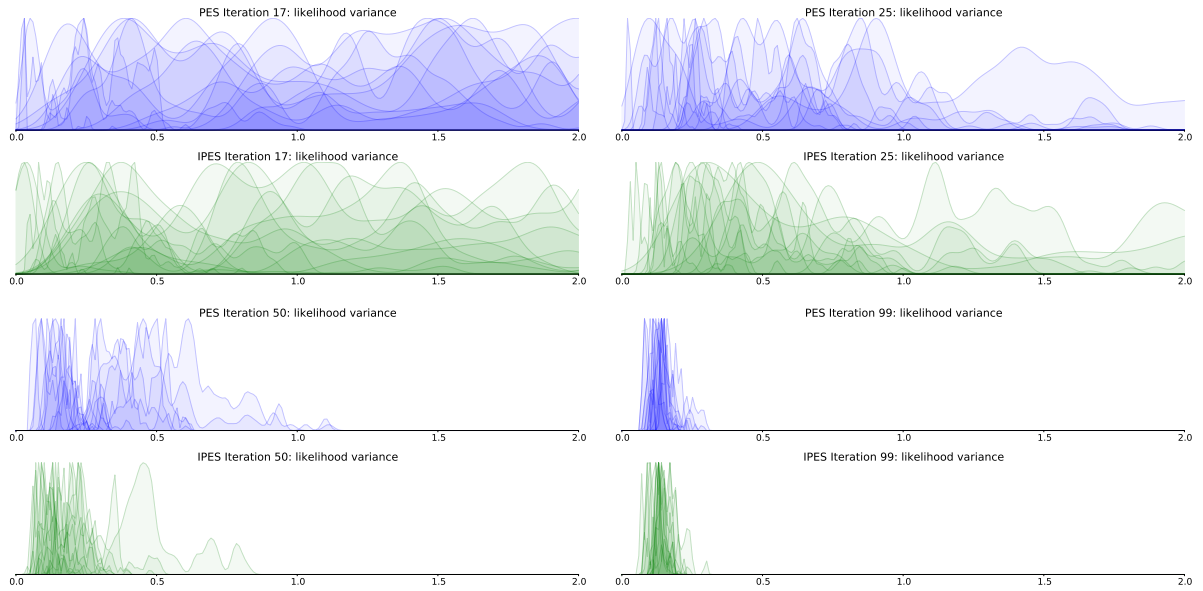 PES Iteration 17: likelihood variance
0.0 0.5 1.0 1.5 2.0
IPES Iteration 17: likelihood variance
0.0 0.5 1.0 1.5 2.0
PES Iteration 25: likelihood variance
0.0 0.5 1.0 1.5 2.0
IPES Iteration 25: likelihood variance
0.0 0.5 1.0 1.5 2.0
PES Iteration 50: likelihood variance
0.0 0.5 1.0 1.5 2.0
IPES Iteration 50: likelihood variance
0.0 0.5 1.0 1.5 2.0
PES Iteration 99: likelihood variance
0.0 0.5 1.0 1.5 2.0
IPES Iteration 99: likelihood variance
0.0 0.5 1.0 1.5 2.0